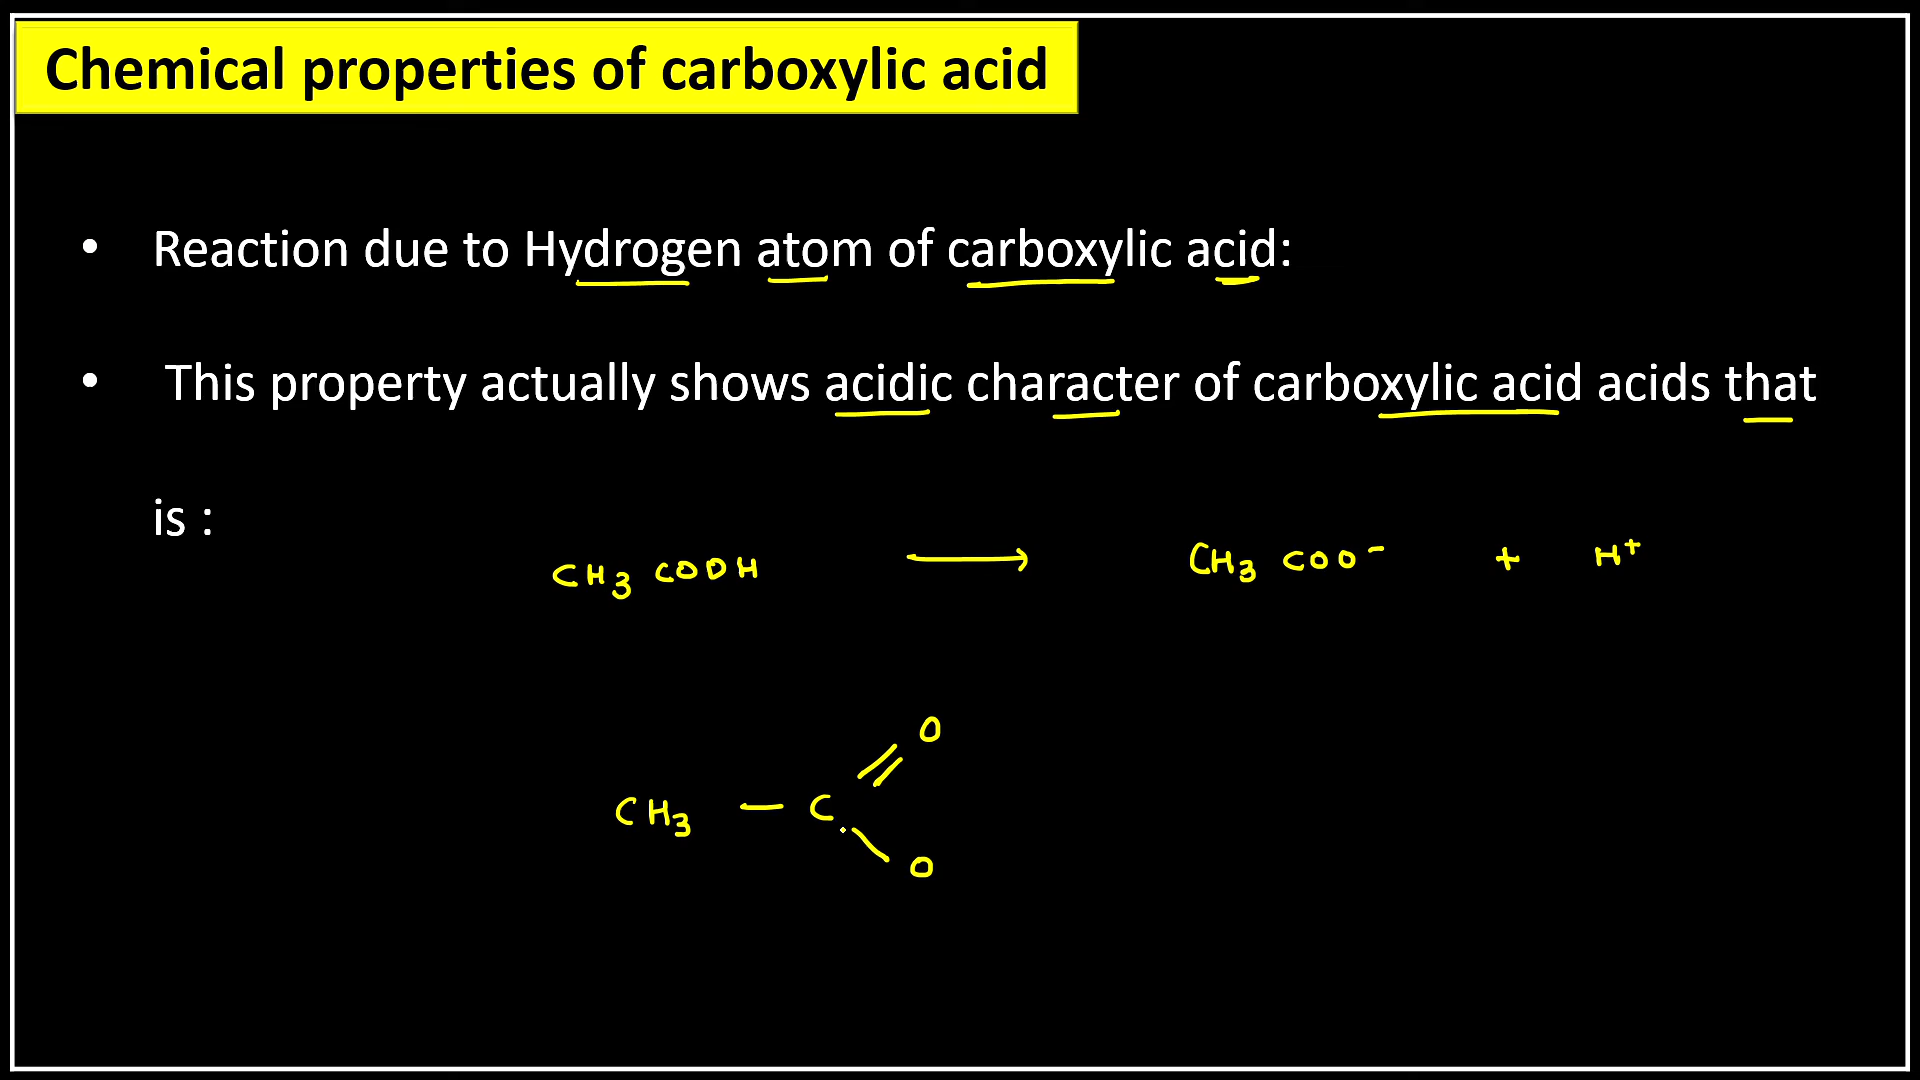 Chemical properties of carboxylic acid
• Reaction due to Hydrogen atom of carboxylic acid:
• This property actually shows acidic character of carboxylic acid acids that
is :
CH3 COOH ⟶ CH3 COO⁻ + H⁺
O
CH3 — C
O